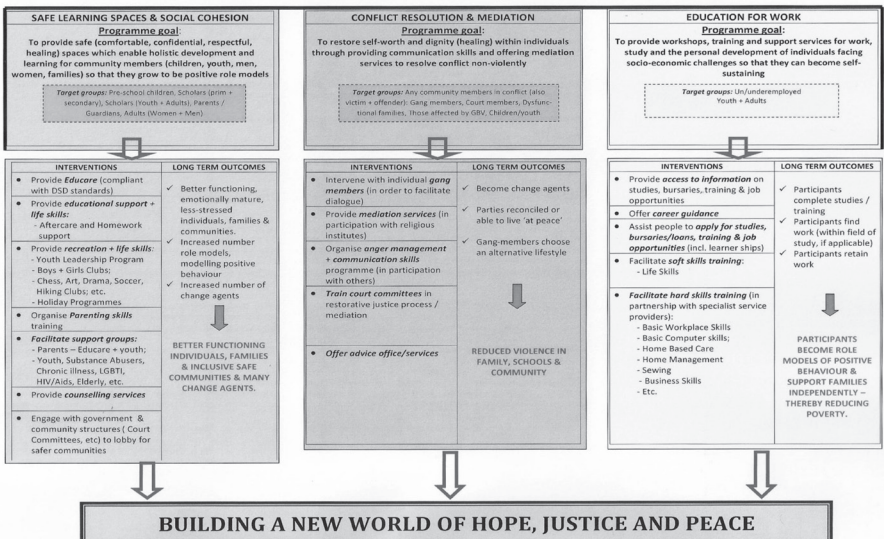 SAFE LEARNING SPACES & SOCIAL COHESION
Programme goal:
To provide safe (comfortable, confidential, respectful,
healing) spaces which enable holistic development and
learning for community members (children, youth, men,
women, families) so that they grow to be positive role models
Target groups: Pre-school children, Scholars (prim +
secondary), Scholars (Youth + Adults), Parents /
Guardians, Adults (Women + Men).
INTERVENTIONS
• Provide Educare (compliant
with DSD standards)
• Provide educational support +
life skills:
- Aftercare and Homework
support
• Provide recreation + life skills:
- Youth Leadership Program
- Boys + Girls Clubs;
- Chess, Art, Drama, Soccer,
Hiking Clubs; etc.
- Holiday Programmes
• Organise Parenting skills
training
• Facilitate support groups:
- Parents – Educare + youth;
- Youth, Substance Abusers,
Chronic illness, LGBTI,
HIV/Aids, Elderly, etc.
• Provide counselling services
• Engage with government &
community structures ( Court
Committees, etc) to lobby for
safer communities
LONG TERM OUTCOMES
✓ Better functioning,
emotionally mature,
less-stressed
individuals, families &
communities.
✓ Increased number
role models,
modelling positive
behaviour
✓ Increased number of
change agents
BETTER FUNCTIONING
INDIVIDUALS, FAMILIES
& INCLUSIVE SAFE
COMMUNITIES & MANY
CHANGE AGENTS.
CONFLICT RESOLUTION & MEDIATION
Programme goal:
To restore self-worth and dignity (healing) within individuals
through providing communication skills and offering mediation
services to resolve conflict non-violently
Target groups: Any community members in conflict (also
victim + offender): Gang members, Court members, Dysfunc-
tional families, Those affected by GBV, Children/youth
INTERVENTIONS
• Intervene with individual gang
members (in order to facilitate
dialogue)
• Provide mediation services (in
participation with religious
institutes)
• Organise anger management
+ communication skills
programme (in participation
with others)
• Train court committees in
restorative justice process /
mediation
• Offer advice office/services
LONG TERM OUTCOMES
✓ Become change agents
✓ Parties reconciled or
able to live 'at peace'
✓ Gang-members choose
an alternative lifestyle
REDUCED VIOLENCE IN
FAMILY, SCHOOLS &
COMMUNITY
EDUCATION FOR WORK
Programme goal:
To provide workshops, training and support services for work,
study and the personal development of individuals facing
socio-economic challenges so that they can become self-
sustaining
Target groups: Un/underemployed
Youth + Adults
INTERVENTIONS
• Provide access to information on
studies, bursaries, training & job
opportunities
• Offer career guidance
• Assist people to apply for studies,
bursaries/loans, training & job
opportunities (incl. learner ships)
• Facilitate soft skills training:
- Life Skills
• Facilitate hard skills training (in
partnership with specialist service
providers):
- Basic Workplace Skills
- Basic Computer skills;
- Home Based Care
- Home Management
- Sewing
- Business Skills
- Etc.
LONG TERM OUTCOMES
✓ Participants
complete studies /
training
✓ Participants find
work (within field of
study, if applicable)
✓ Participants retain
work
PARTICIPANTS
BECOME ROLE
MODELS OF POSITIVE
BEHAVIOUR &
SUPPORT FAMILIES
INDEPENDENTLY –
THEREBY REDUCING
POVERTY.
BUILDING A NEW WORLD OF HOPE, JUSTICE AND PEACE